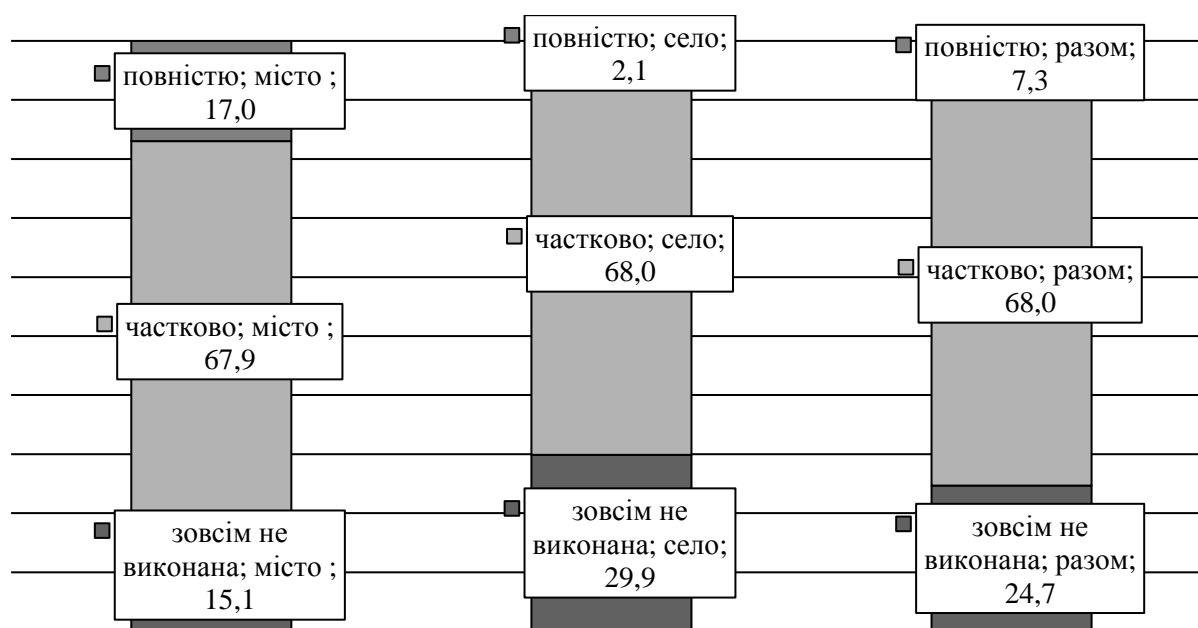 повністю; місто ;
17,0
частково; місто ;
67,9
зовсім не
виконана; місто ;
15,1
повністю; село;
2,1
частково; село;
68,0
зовсім не
виконана; село;
29,9
повністю; разом;
7,3
частково; разом;
68,0
зовсім не
виконана; разом;
24,7